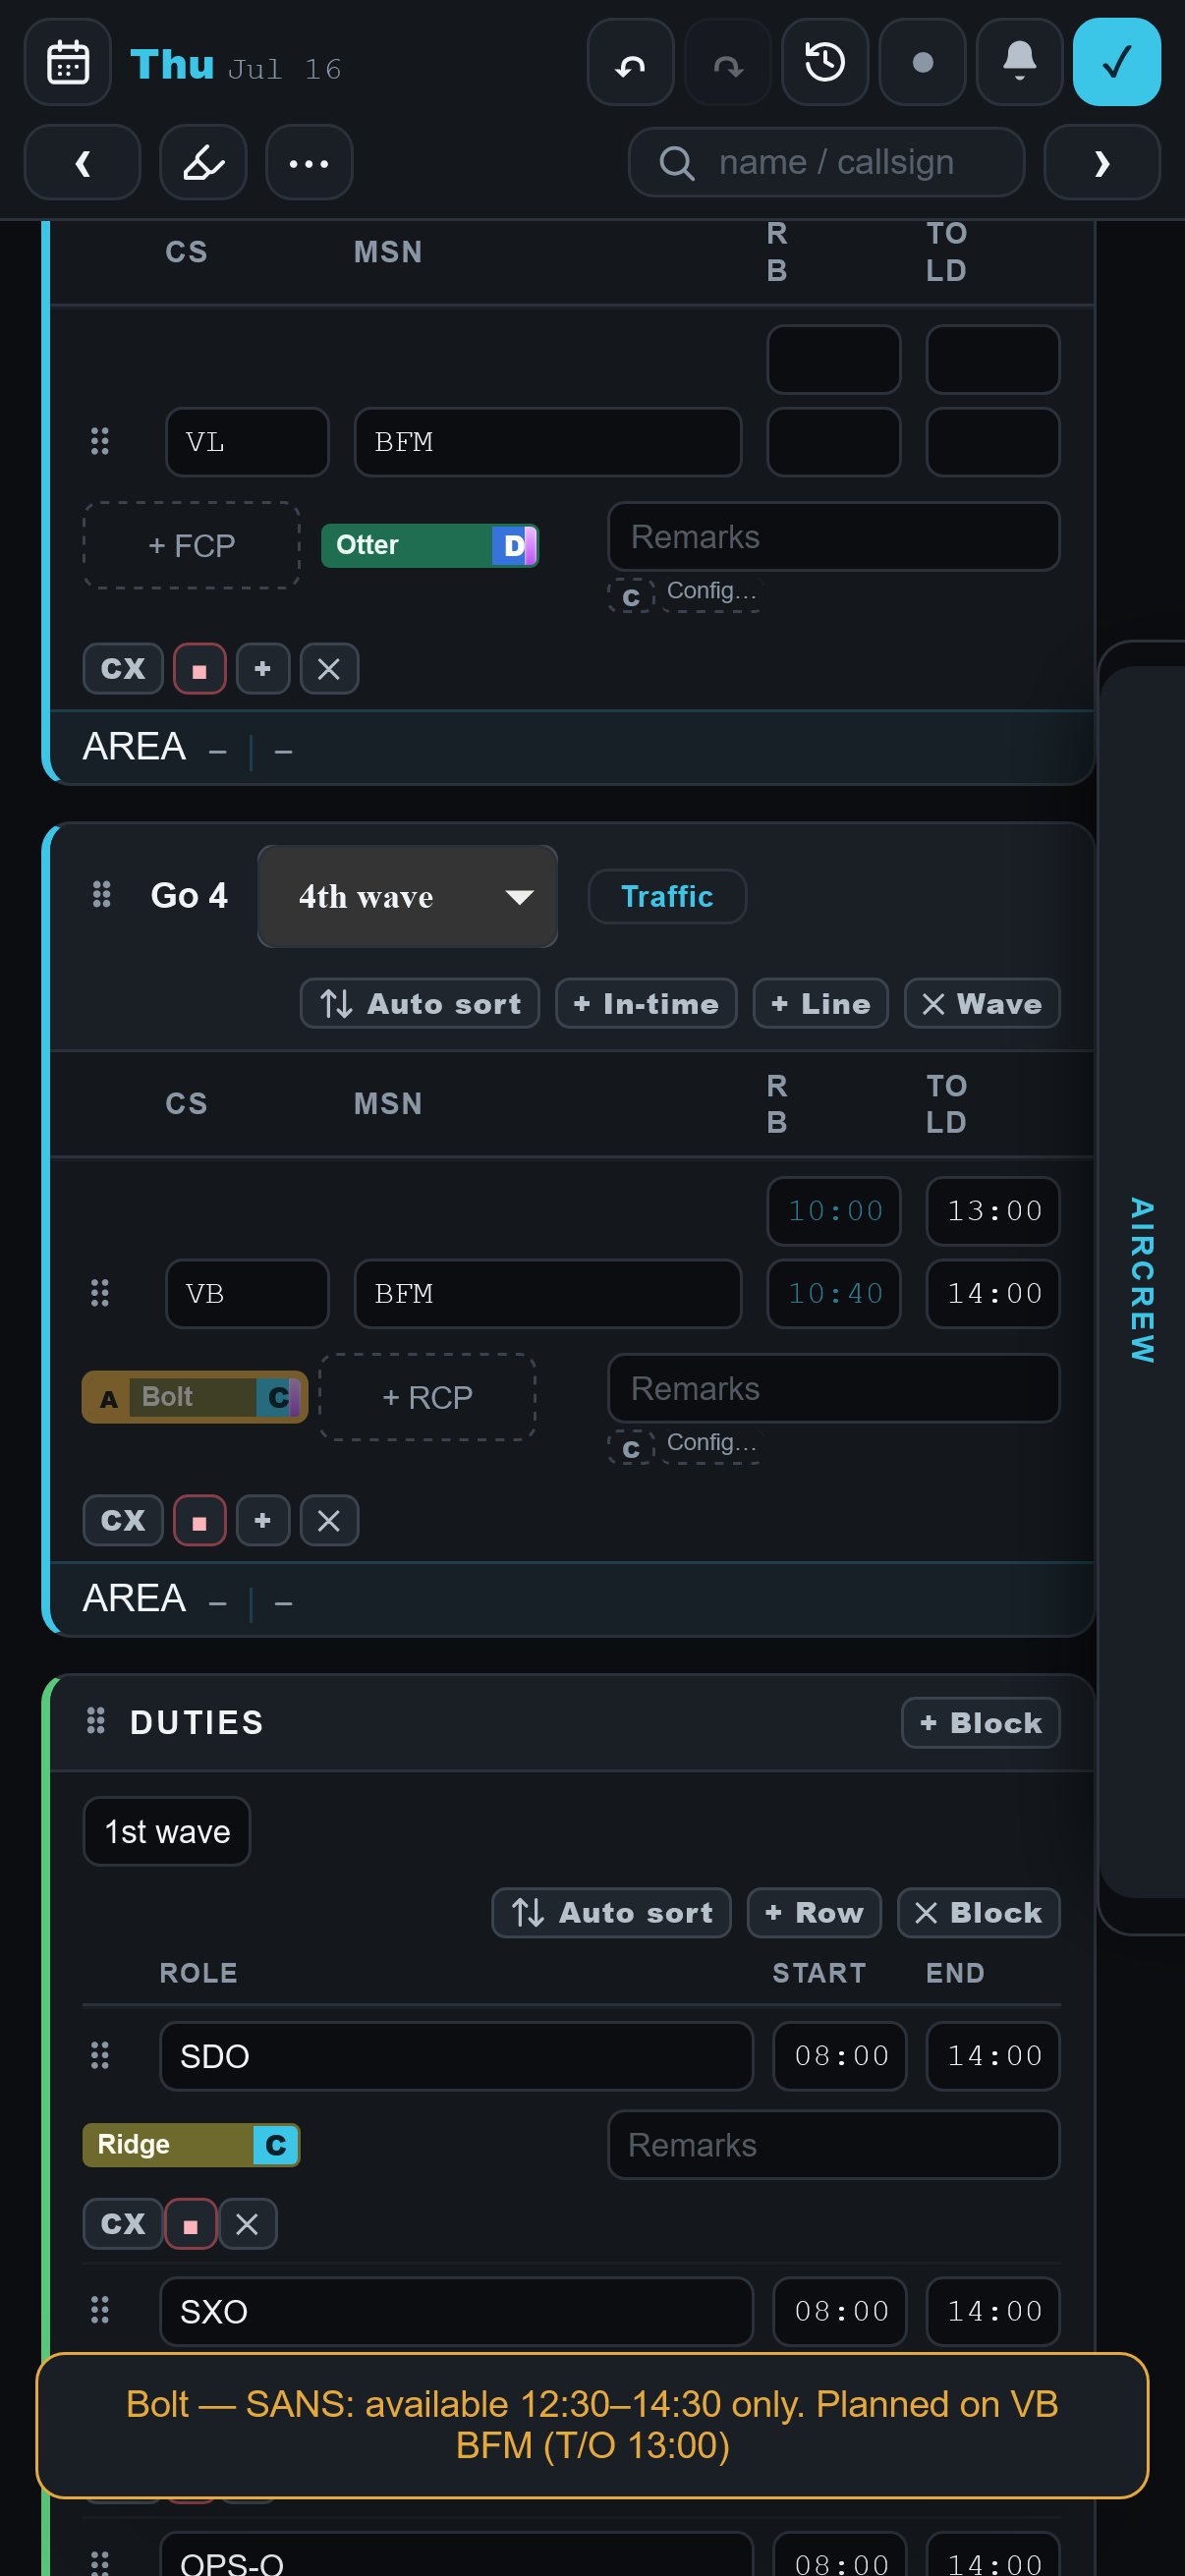 Thu Jul 16
name / callsign
CS MSN R TO
B LD
VL BFM
+ FCP Otter D Remarks
C Config...
CX + ×
AREA – | –
Go 4 4th wave Traffic
Auto sort + In-time + Line × Wave
CS MSN R TO
B LD
10:00 13:00
VB BFM 10:40 14:00
A Bolt C + RCP Remarks
C Config...
CX + ×
AREA – | –
AIRCREW
DUTIES + Block
1st wave
Auto sort + Row × Block
ROLE START END
SDO 08:00 14:00
Ridge C Remarks
CX ×
SXO 08:00 14:00
Bolt — SANS: available 12:30–14:30 only. Planned on VB
BFM (T/O 13:00)
OPS-O 08:00 14:00